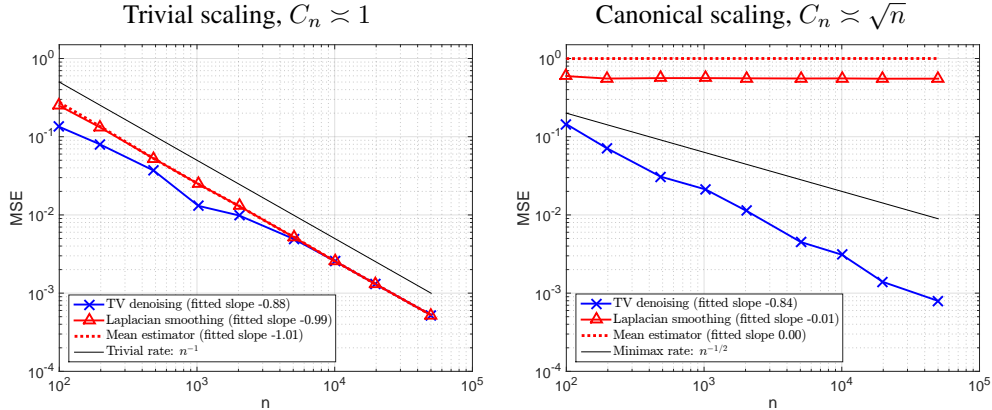 Trivial scaling, $C_n \asymp 1$
10^0
10^{-1}
10^{-2}
10^{-3}
10^{-4}
MSE
TV denoising (fitted slope -0.88)
Laplacian smoothing (fitted slope -0.99)
Mean estimator (fitted slope -1.01)
Trivial rate: $n^{-1}$
10^2 10^3 10^4 10^5
n
Canonical scaling, $C_n \asymp \sqrt{n}$
10^0
10^{-1}
10^{-2}
10^{-3}
10^{-4}
MSE
TV denoising (fitted slope -0.84)
Laplacian smoothing (fitted slope -0.01)
Mean estimator (fitted slope 0.00)
Minimax rate: $n^{-1/2}$
10^2 10^3 10^4 10^5
n